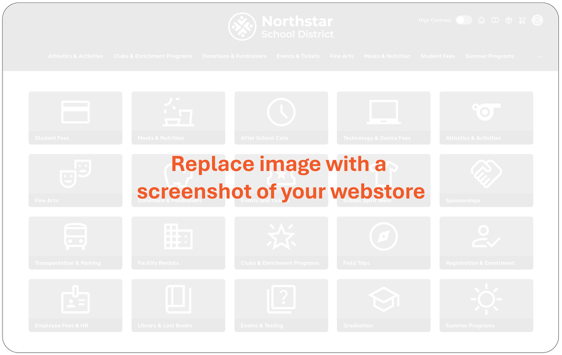 Northstar
School District
High Contrast
Athletics & Activities
Clubs & Enrichment Programs
Donations & Fundraisers
Events & Tickets
Fine Arts
Meals & Nutrition
Student Fees
Summer Programs
Student Fees
Meals & Nutrition
After School Care
Technology & Device Fees
Athletics & Activities
Replace image with a
screenshot of your webstore
Fine Arts
Transportation & Parking
Facility Rentals
Clubs & Enrichment Programs
Field Trips
Registration & Enrollment
Employee Fees & HR
Library & Lost Books
Exams & Testing
Graduation
Summer Programs